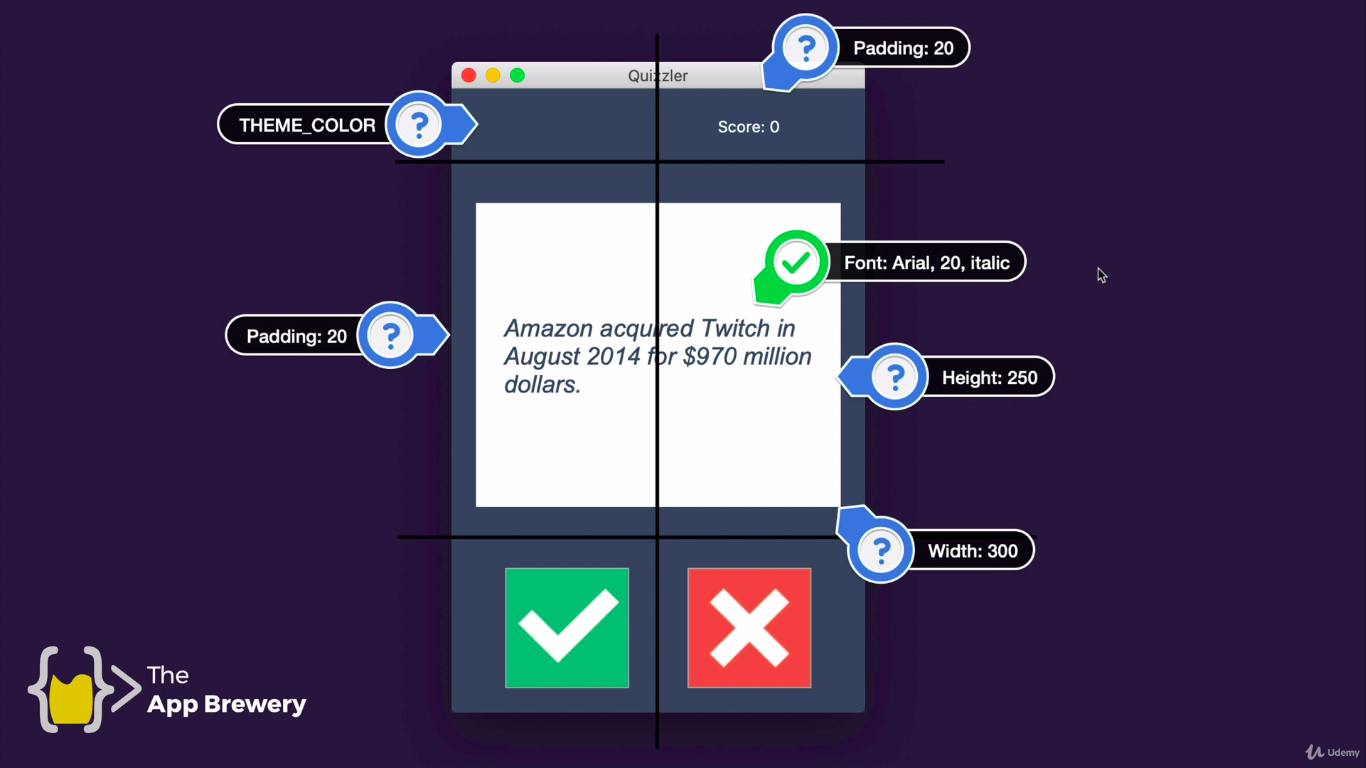 Padding: 20
Quizzler
THEME_COLOR
Score: 0
Font: Arial, 20, italic
Amazon acquired Twitch in
August 2014 for $970 million
dollars.
Padding: 20
Height: 250
Width: 300
The
App Brewery
Udemy